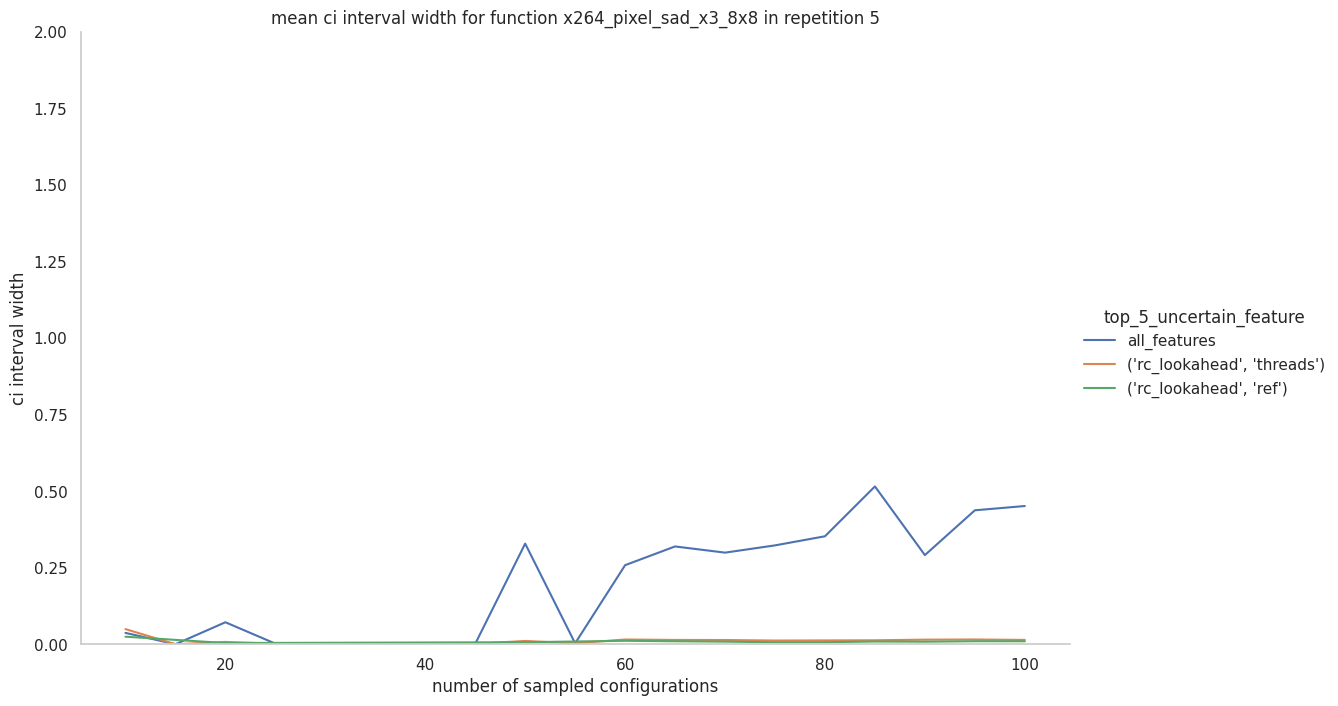 mean ci interval width for function x264_pixel_sad_x3_8x8 in repetition 5
2.00
1.75
1.50
1.25
1.00
0.75
0.50
0.25
0.00
ci interval width
20
40
60
80
100
number of sampled configurations
top_5_uncertain_feature
all_features
('rc_lookahead', 'threads')
('rc_lookahead', 'ref')